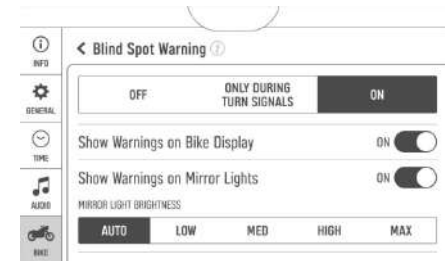 INFO
< Blind Spot Warning ?
GENERAL
OFF
ONLY DURING
TURN SIGNALS
ON
TIME
Show Warnings on Bike Display
ON
AUDIO
Show Warnings on Mirror Lights
ON
MIRROR LIGHT BRIGHTNESS
BIKE
AUTO
LOW
MED
HIGH
MAX